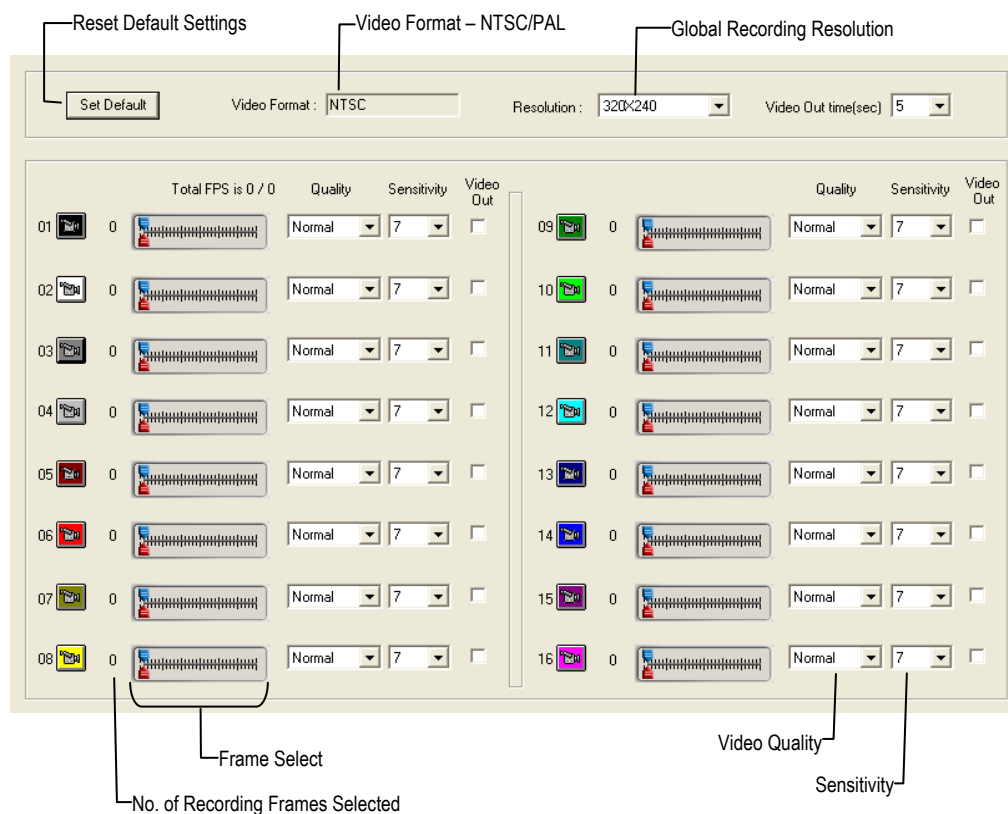 Reset Default Settings
Video Format – NTSC/PAL
Global Recording Resolution
Set Default
Video Format : NTSC
Resolution : 320X240
Video Out time(sec) 5
Total FPS is 0 / 0 Quality Sensitivity Video Out
Quality Sensitivity Video Out
01 0 Normal 7
02 0 Normal 7
03 0 Normal 7
04 0 Normal 7
05 0 Normal 7
06 0 Normal 7
07 0 Normal 7
08 0 Normal 7
09 0 Normal 7
10 0 Normal 7
11 0 Normal 7
12 0 Normal 7
13 0 Normal 7
14 0 Normal 7
15 0 Normal 7
16 0 Normal 7
Frame Select
No. of Recording Frames Selected
Video Quality
Sensitivity